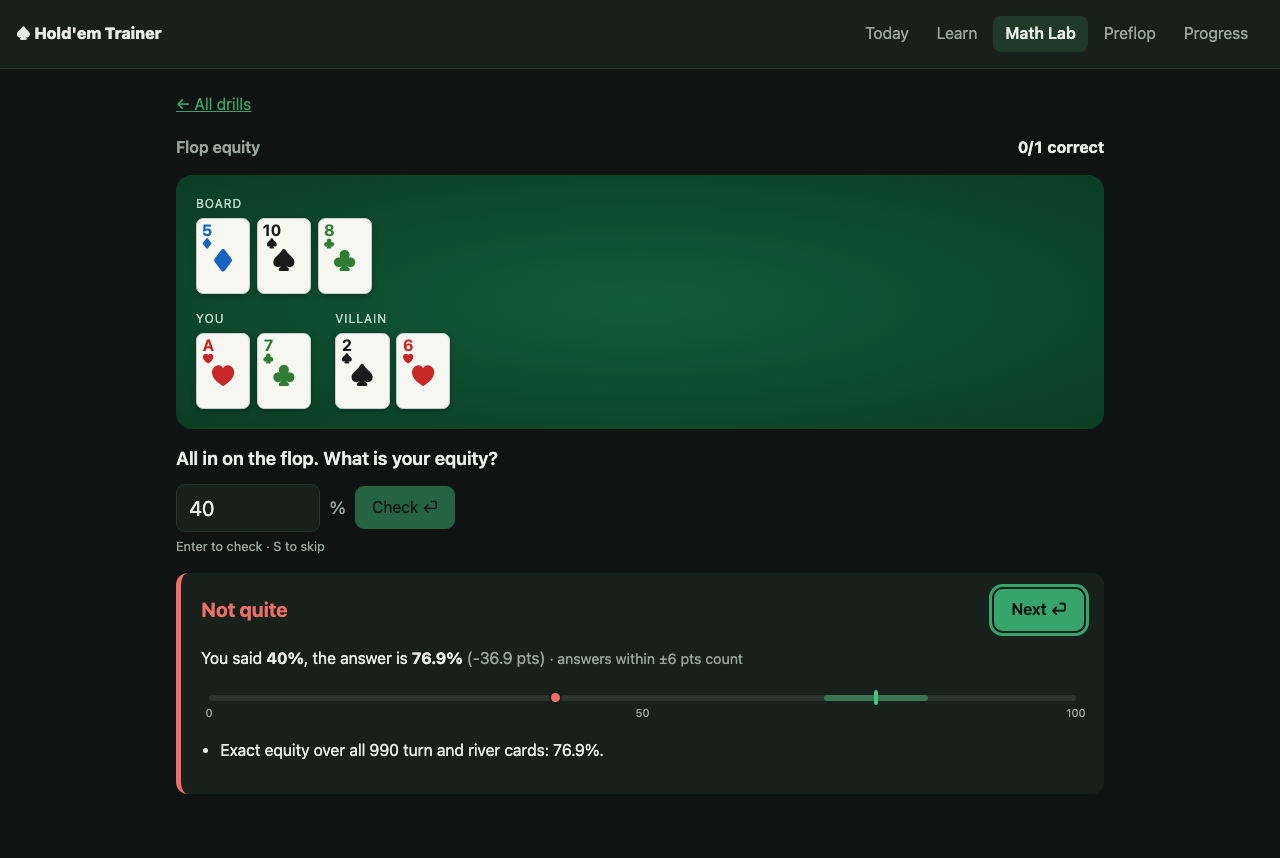 ♠ Hold'em Trainer
Today Learn Math Lab Preflop Progress
← All drills
Flop equity
0/1 correct
BOARD
5♦ 10♠ 8♣
YOU VILLAIN
A♥ 7♣ 2♠ 6♥
All in on the flop. What is your equity?
40 % Check ⏎
Enter to check · S to skip
Not quite
Next ⏎
You said 40%, the answer is 76.9% (-36.9 pts) · answers within ±6 pts count
0 50 100
• Exact equity over all 990 turn and river cards: 76.9%.